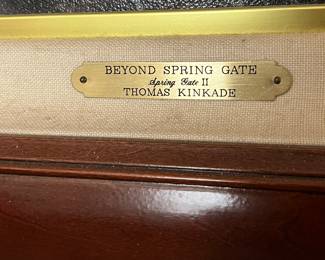 BEYOND SPRING GATE
Spring Gate II
THOMAS KINKADE